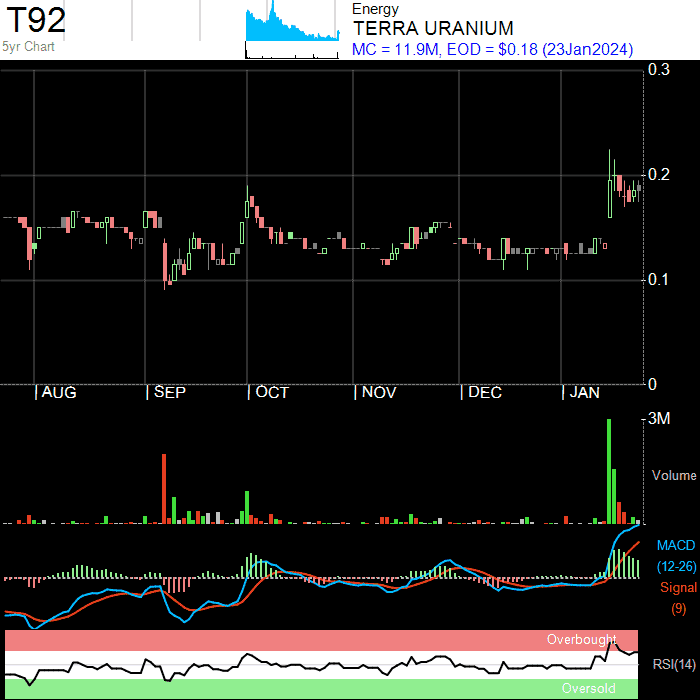 T92
5yr Chart
Energy
TERRA URANIUM
MC = 11.9M, EOD = $0.18 (23Jan2024)
0.3
0.2
0.1
0
| AUG | SEP | OCT | NOV | DEC | JAN
3M
Volume
MACD
(12-26)
Signal
(9)
Overbought
RSI(14)
Oversold